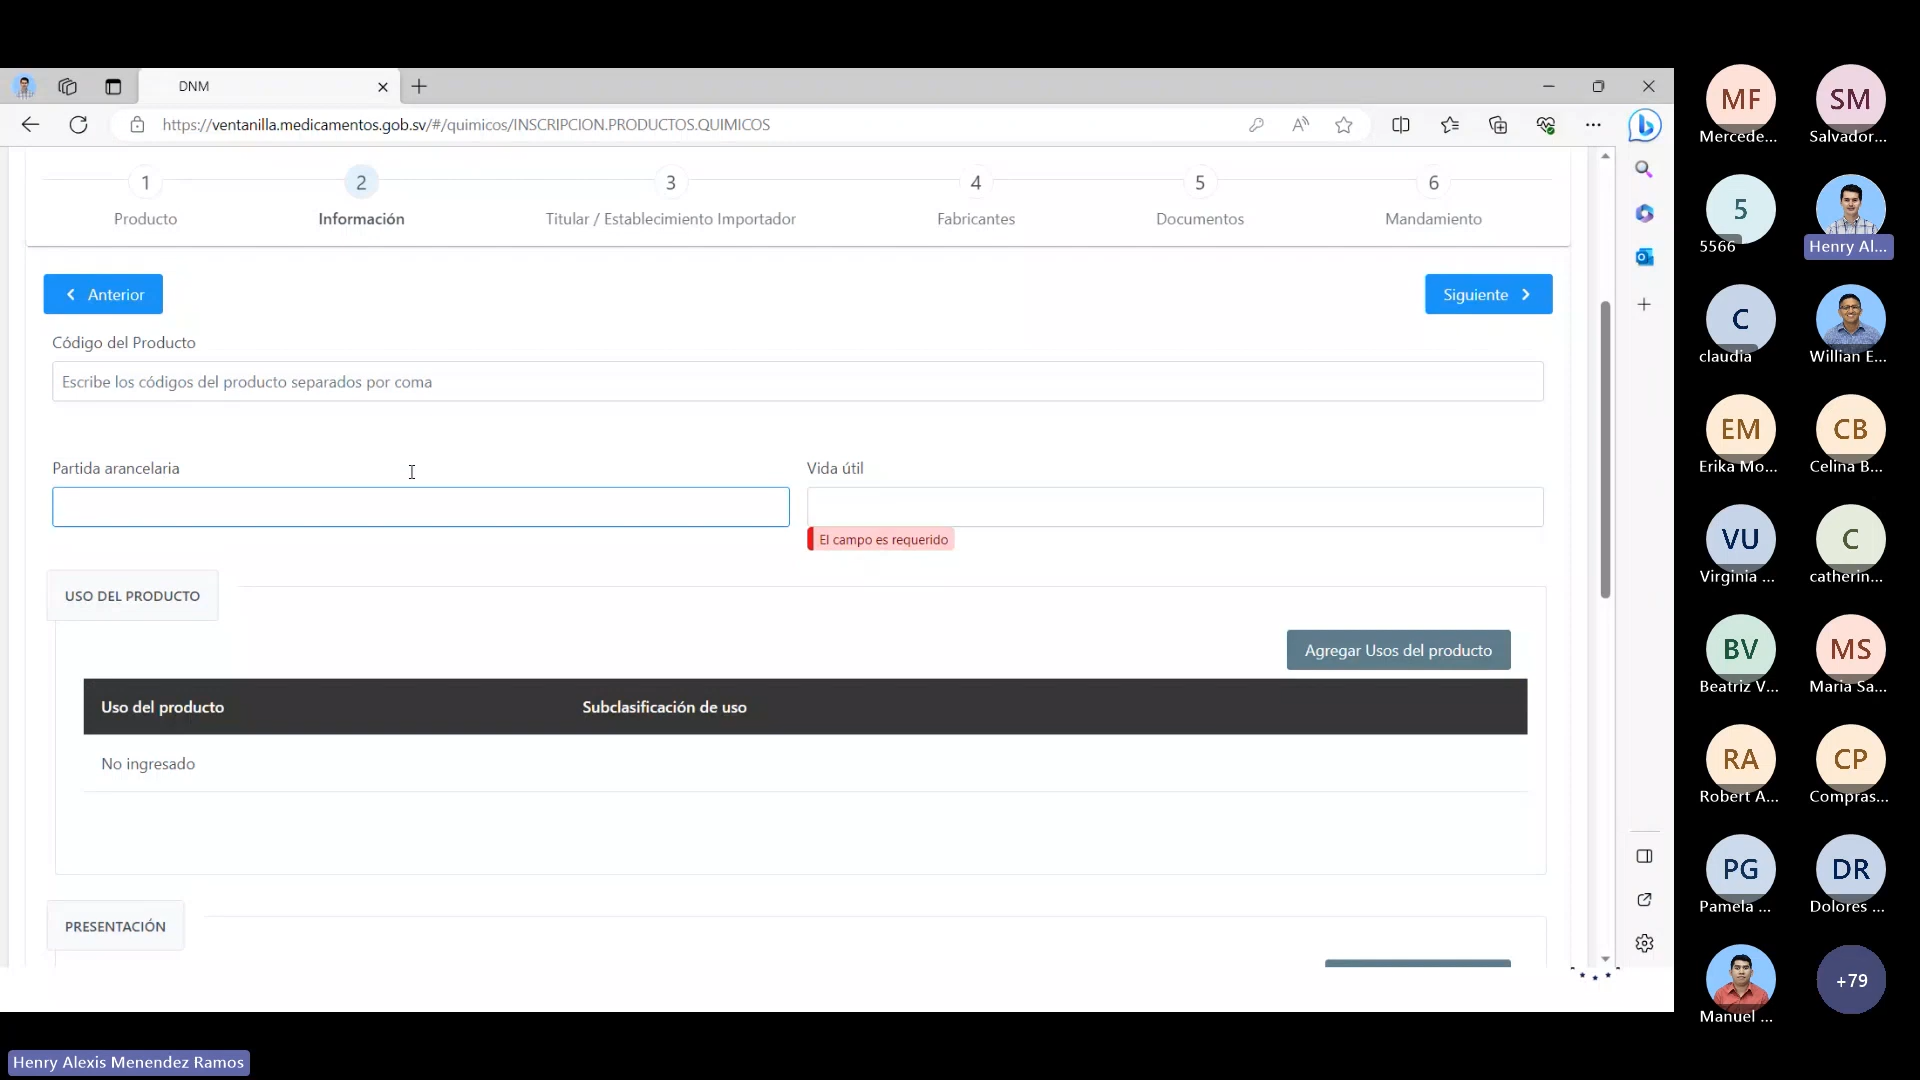 DNM
https://ventanilla.medicamentos.gob.sv/#/quimicos/INSCRIPCION.PRODUCTOS.QUIMICOS
1
Producto
2
Información
3
Titular / Establecimiento Importador
4
Fabricantes
5
Documentos
6
Mandamiento
Anterior
Siguiente
Código del Producto
Escribe los códigos del producto separados por coma
Partida arancelaria
Vida útil
El campo es requerido
USO DEL PRODUCTO
Agregar Usos del producto
Uso del producto
Subclasificación de uso
No ingresado
PRESENTACIÓN
MF
Mercede...
SM
Salvador...
5
5566
Henry Al...
C
claudia
Willian E...
EM
Erika Mo...
CB
Celina B...
VU
Virginia ...
C
catherin...
BV
Beatriz V...
MS
Maria Sa...
RA
Robert A...
CP
Compras...
PG
Pamela ...
DR
Dolores ...
Manuel ...
+79
Henry Alexis Menendez Ramos